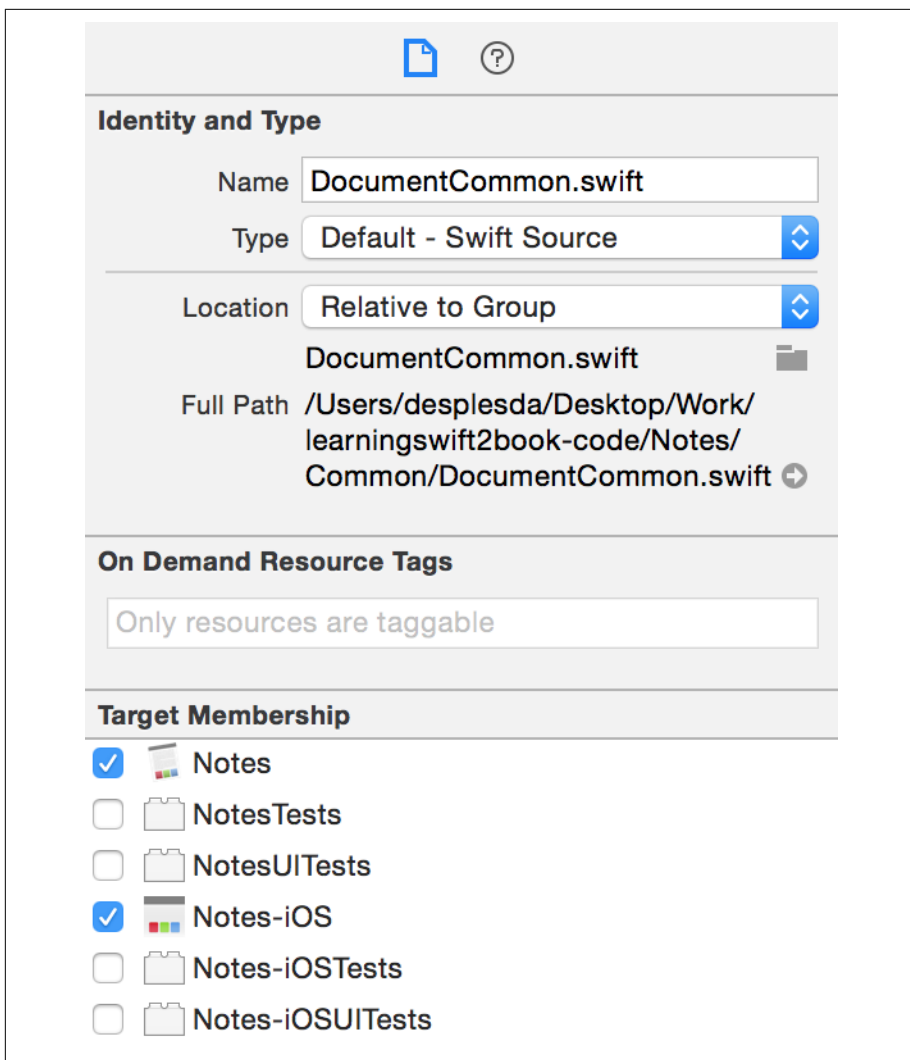 Identity and Type
Name DocumentCommon.swift
Type Default - Swift Source
Location Relative to Group
DocumentCommon.swift
Full Path /Users/desplesda/Desktop/Work/
learningswift2book-code/Notes/
Common/DocumentCommon.swift
On Demand Resource Tags
Only resources are taggable
Target Membership
Notes
NotesTests
NotesUITests
Notes-iOS
Notes-iOSTests
Notes-iOSUITests